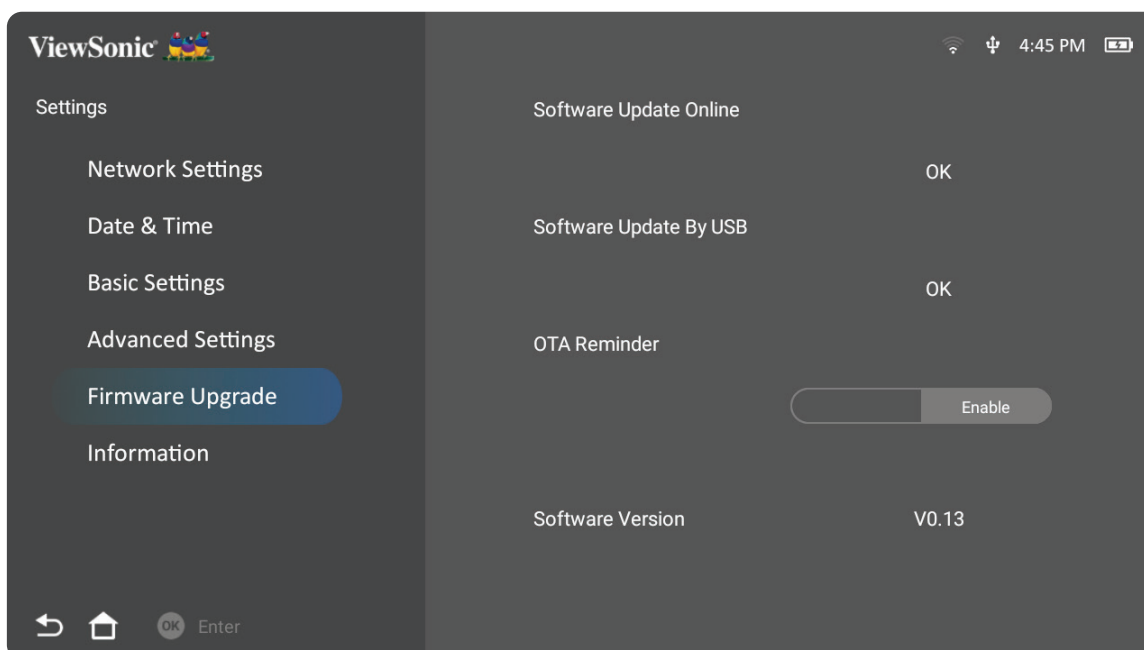 ViewSonic
4:45 PM
Settings
Network Settings
Date & Time
Basic Settings
Advanced Settings
Firmware Upgrade
Information
OK Enter
Software Update Online
OK
Software Update By USB
OK
OTA Reminder
Enable
Software Version V0.13